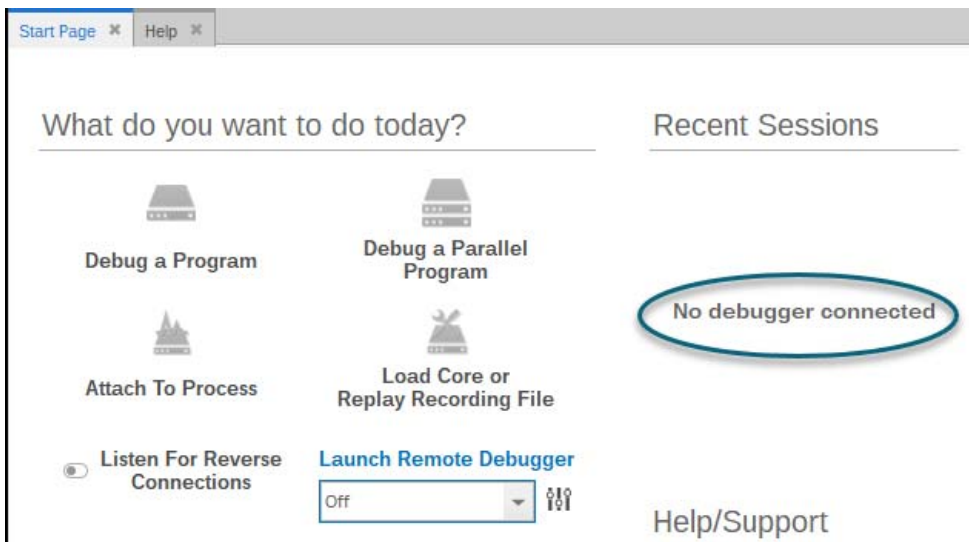 Start Page
Help
What do you want to do today?
Recent Sessions
Debug a Program
Debug a Parallel
Program
No debugger connected
Attach To Process
Load Core or
Replay Recording File
Listen For Reverse
Connections
Launch Remote Debugger
Off
Help/Support